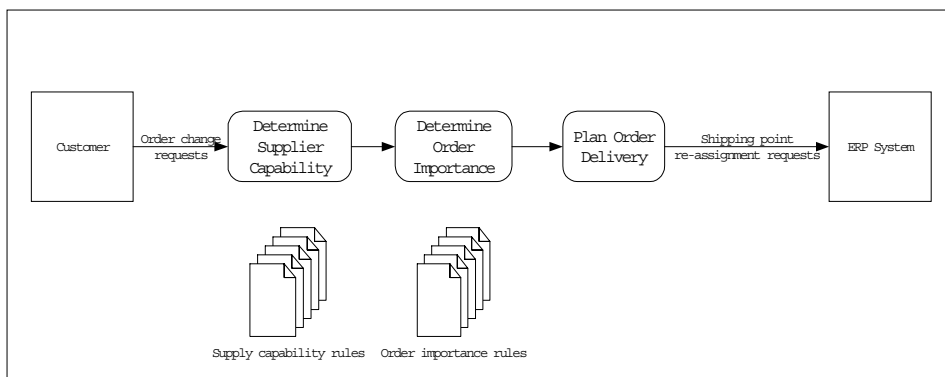 Customer
Order change
requests
Determine
Supplier
Capability
Determine
Order
Importance
Plan Order
Delivery
Shipping point
re-assignment requests
ERP System
Supply capability rules
Order importance rules